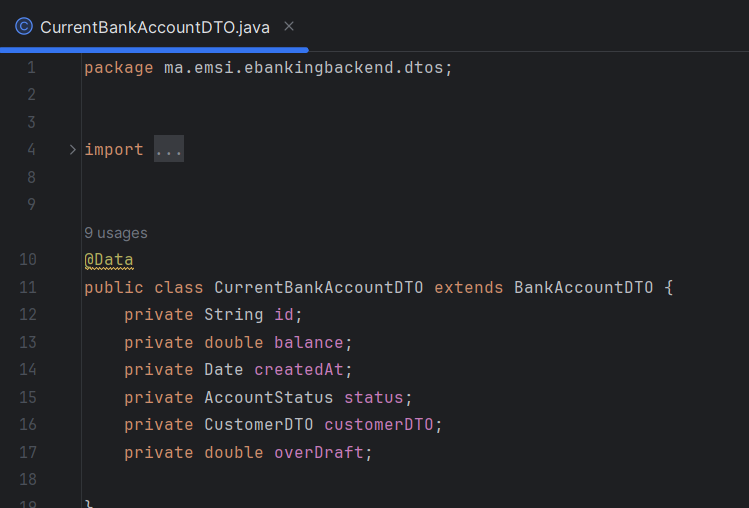 CurrentBankAccountDTO.java
1 package ma.emsi.ebankingbackend.dtos;
2
3
4 import ...
8
9
9 usages
10 @Data
11 public class CurrentBankAccountDTO extends BankAccountDTO {
12 private String id;
13 private double balance;
14 private Date createdAt;
15 private AccountStatus status;
16 private CustomerDTO customerDTO;
17 private double overDraft;
18
19 }